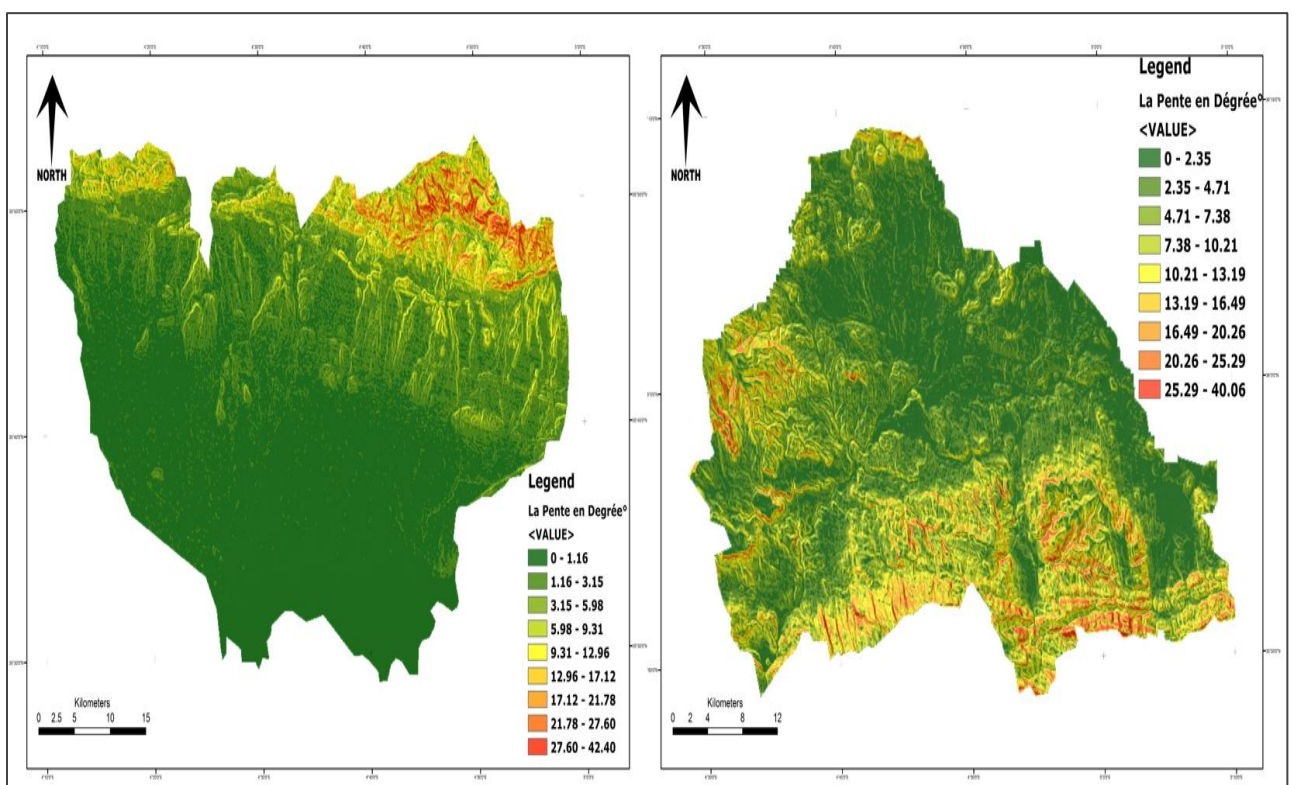 NORTH
Legend
La Pente en Degrée°
<VALUE>
0 - 1.16
1.16 - 3.15
3.15 - 5.98
5.98 - 9.31
9.31 - 12.96
12.96 - 17.12
17.12 - 21.78
21.78 - 27.60
27.60 - 42.40
Kilometers
0 2.5 5 10 15
NORTH
Legend
La Pente en Dégrée°
<VALUE>
0 - 2.35
2.35 - 4.71
4.71 - 7.38
7.38 - 10.21
10.21 - 13.19
13.19 - 16.49
16.49 - 20.26
20.26 - 25.29
25.29 - 40.06
Kilometers
0 2 4 8 12